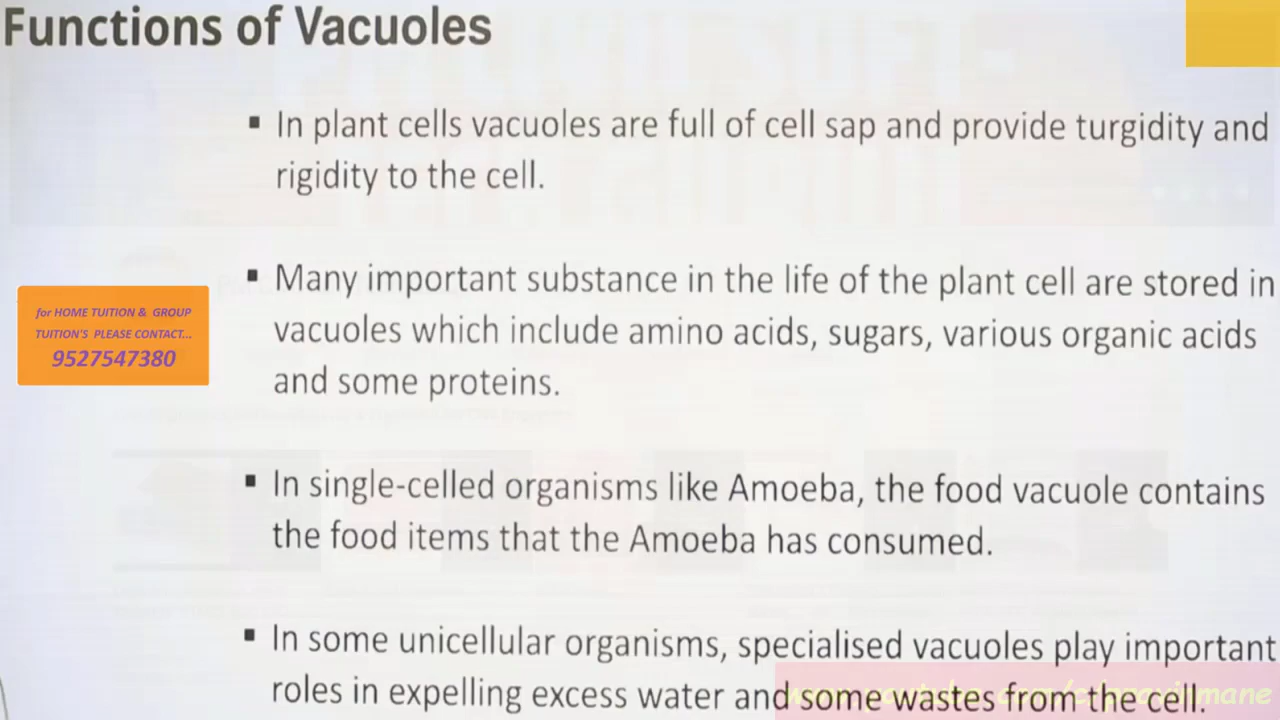 Functions of Vacuoles
▪ In plant cells vacuoles are full of cell sap and provide turgidity and
rigidity to the cell.
▪ Many important substance in the life of the plant cell are stored in
vacuoles which include amino acids, sugars, various organic acids
and some proteins.
for HOME TUITION & GROUP
TUITION'S PLEASE CONTACT...
9527547380
▪ In single-celled organisms like Amoeba, the food vacuole contains
the food items that the Amoeba has consumed.
▪ In some unicellular organisms, specialised vacuoles play important
roles in expelling excess water and some wastes from the cell.